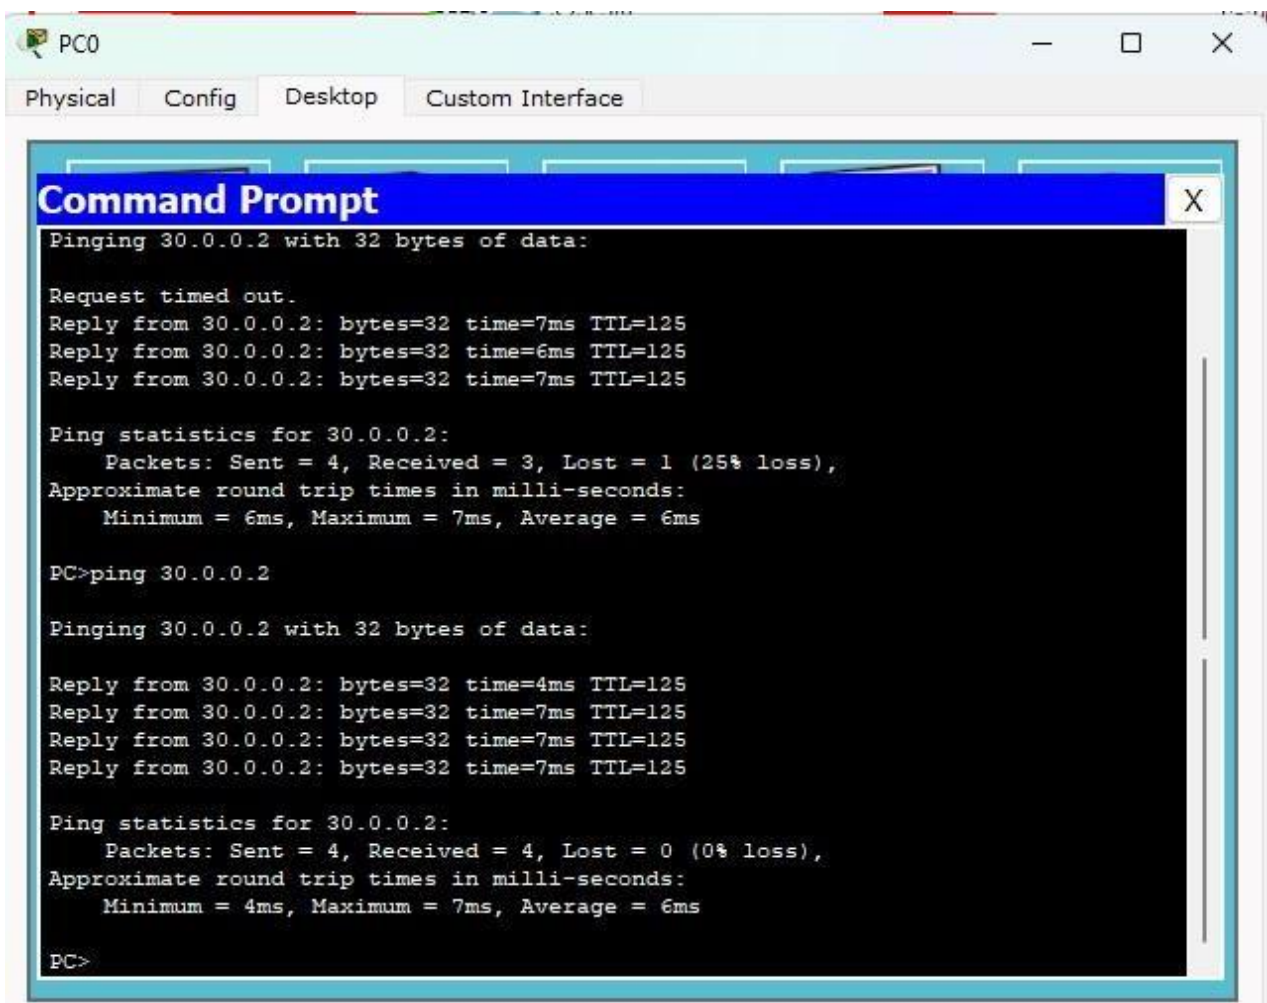 PC0
Physical Config Desktop Custom Interface
Command Prompt
X
Pinging 30.0.0.2 with 32 bytes of data:
Request timed out.
Reply from 30.0.0.2: bytes=32 time=7ms TTL=125
Reply from 30.0.0.2: bytes=32 time=6ms TTL=125
Reply from 30.0.0.2: bytes=32 time=7ms TTL=125
Ping statistics for 30.0.0.2:
Packets: Sent = 4, Received = 3, Lost = 1 (25% loss),
Approximate round trip times in milli-seconds:
Minimum = 6ms, Maximum = 7ms, Average = 6ms
PC>ping 30.0.0.2
Pinging 30.0.0.2 with 32 bytes of data:
Reply from 30.0.0.2: bytes=32 time=4ms TTL=125
Reply from 30.0.0.2: bytes=32 time=7ms TTL=125
Reply from 30.0.0.2: bytes=32 time=7ms TTL=125
Reply from 30.0.0.2: bytes=32 time=7ms TTL=125
Ping statistics for 30.0.0.2:
Packets: Sent = 4, Received = 4, Lost = 0 (0% loss),
Approximate round trip times in milli-seconds:
Minimum = 4ms, Maximum = 7ms, Average = 6ms
PC>